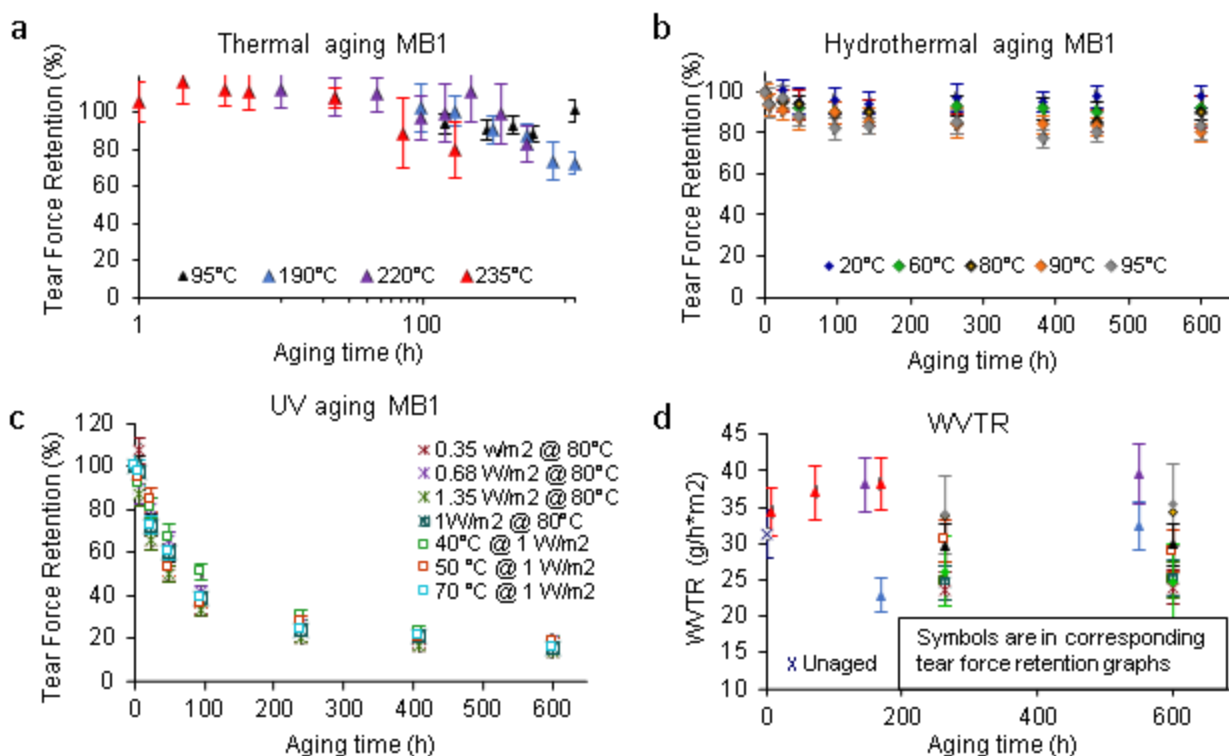 a
Thermal aging MB1
Tear Force Retention (%)
100
80
60
40
20
0
95°C 190°C 220°C 235°C
1 100
Aging time (h)
b
Hydrothermal aging MB1
Tear Force Retention (%)
100
80
60
40
20
0
20°C 60°C 80°C 90°C 95°C
0 100 200 300 400 500 600
Aging time (h)
c
UV aging MB1
Tear Force Retention (%)
120
100
80
60
40
20
0
0.35 w/m2 @ 80°C
0.68 W/m2 @ 80°C
1.35 W/m2 @ 80°C
1W/m2 @ 80°C
40°C @ 1 W/m2
50 °C @ 1 W/m2
70 °C @ 1 W/m2
0 100 200 300 400 500 600
Aging time (h)
d
WVTR
WVTR (g/h*m2)
45
40
35
30
25
20
15
10
Unaged
Symbols are in corresponding
tear force retention graphs
0 200 400 600
Aging time (h)